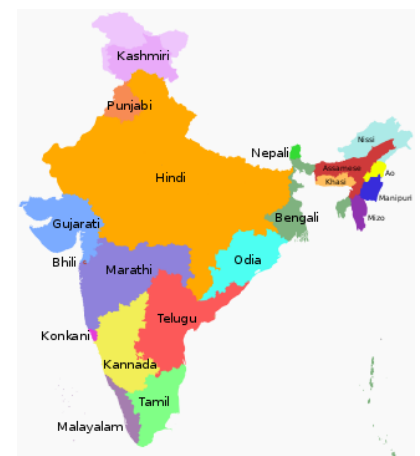 Kashmiri
Punjabi
Nissi
Nepali
Assamese
Ao
Hindi
Khasi
Manipuri
Gujarati
Bengali
Mizo
Bhili
Marathi
Odia
Telugu
Konkani
Kannada
Tamil
Malayalam